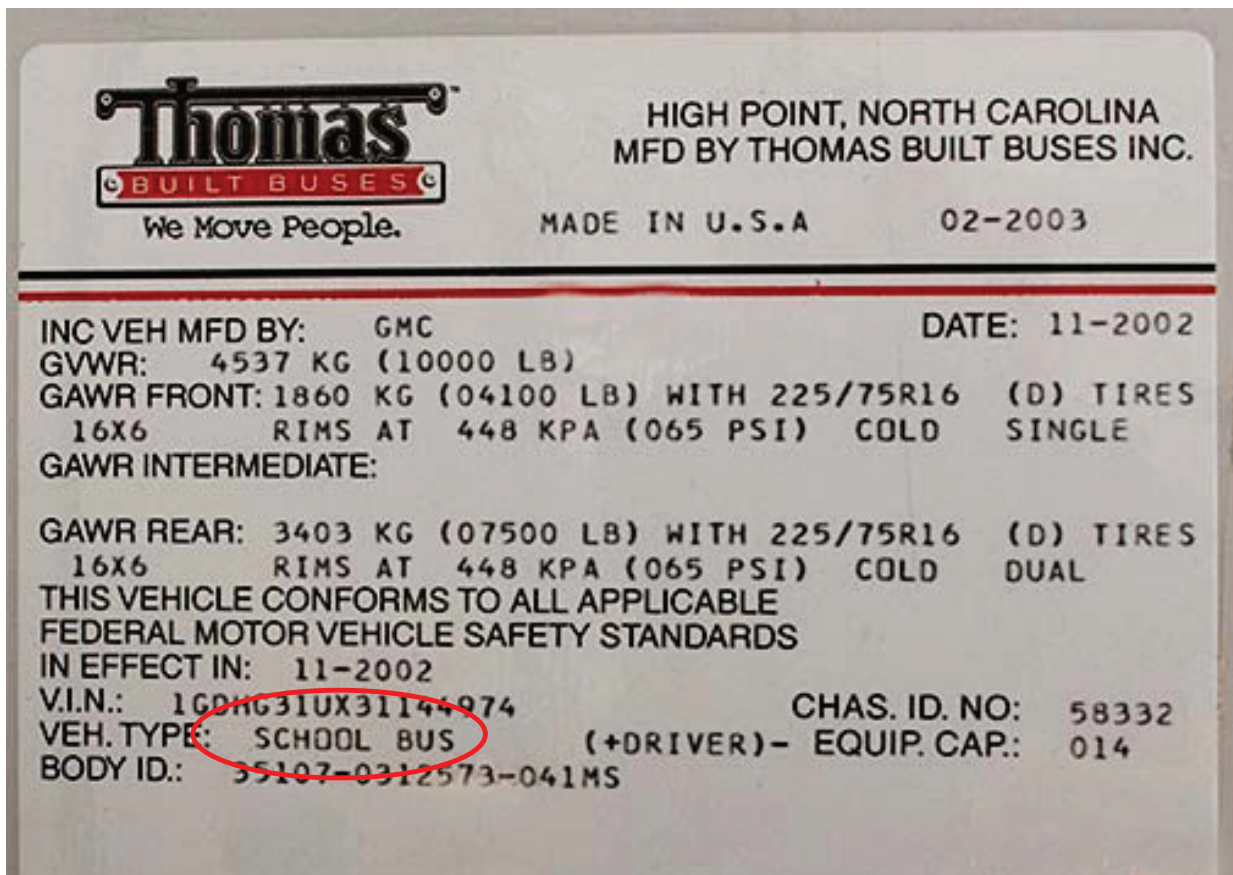 Thomas™
BUILT BUSES
We Move People.
HIGH POINT, NORTH CAROLINA
MFD BY THOMAS BUILT BUSES INC.
MADE IN U.S.A 02-2003
INC VEH MFD BY: GMC DATE: 11-2002
GVWR: 4537 KG (10000 LB)
GAWR FRONT: 1860 KG (04100 LB) WITH 225/75R16 (D) TIRES
16X6 RIMS AT 448 KPA (065 PSI) COLD SINGLE
GAWR INTERMEDIATE:
GAWR REAR: 3403 KG (07500 LB) WITH 225/75R16 (D) TIRES
16X6 RIMS AT 448 KPA (065 PSI) COLD DUAL
THIS VEHICLE CONFORMS TO ALL APPLICABLE
FEDERAL MOTOR VEHICLE SAFETY STANDARDS
IN EFFECT IN: 11-2002
V.I.N.: 1GDHG31UX31144974 CHAS. ID. NO: 58332
VEH. TYPE: SCHOOL BUS (+DRIVER)- EQUIP. CAP.: 014
BODY ID.: 35107-0312573-041MS